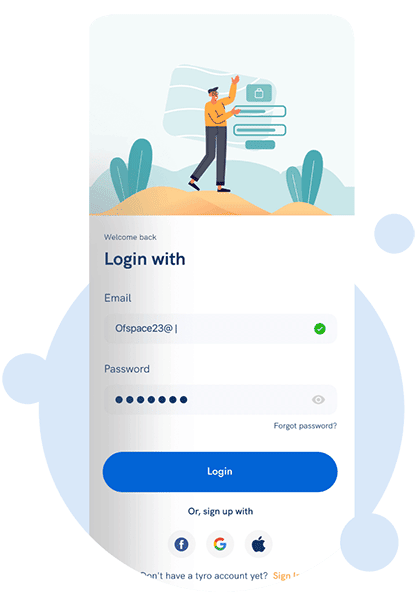 Welcome back
Login with
Email
Ofspace23@ |
Password
Forgot password?
Login
Or, sign up with
Don't have a tyro account yet? Sign